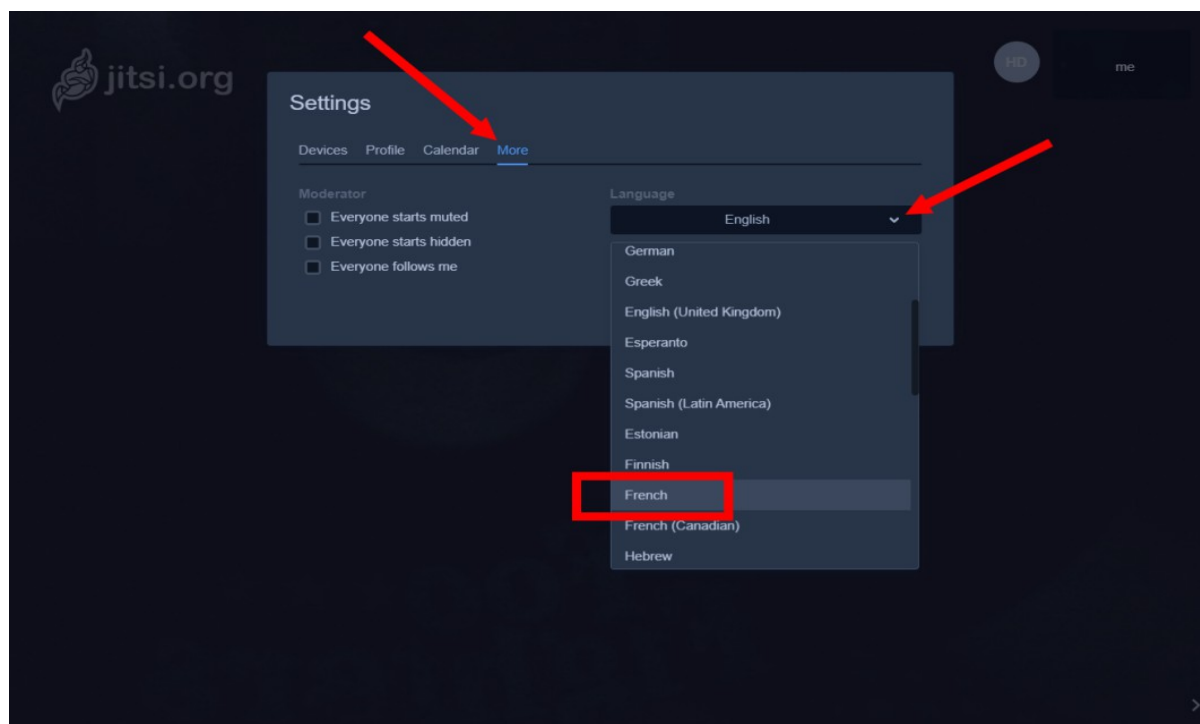 jitsi.org
HD
me
Settings
Devices Profile Calendar More
Moderator
Everyone starts muted
Everyone starts hidden
Everyone follows me
Language
English
German
Greek
English (United Kingdom)
Esperanto
Spanish
Spanish (Latin America)
Estonian
Finnish
French
French (Canadian)
Hebrew